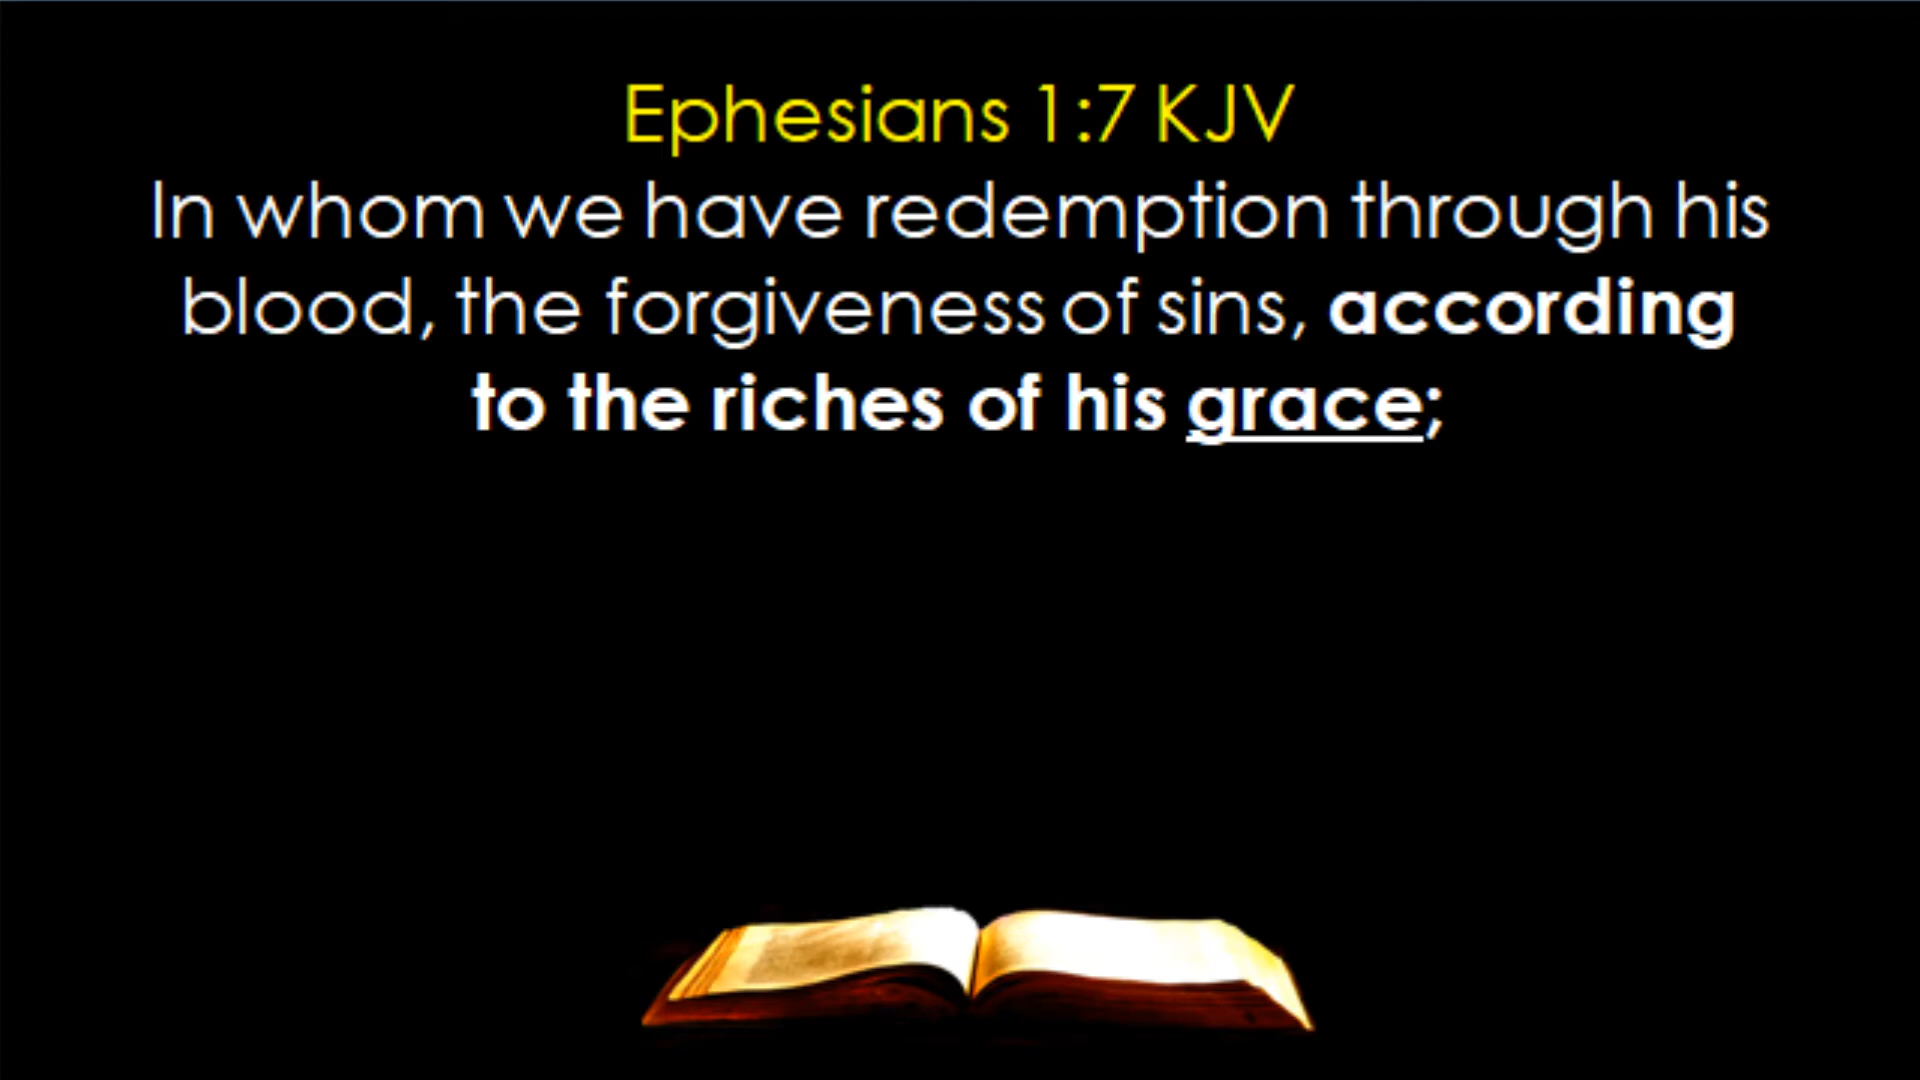 Ephesians 1:7 KJV
In whom we have redemption through his
blood, the forgiveness of sins, according
to the riches of his grace;